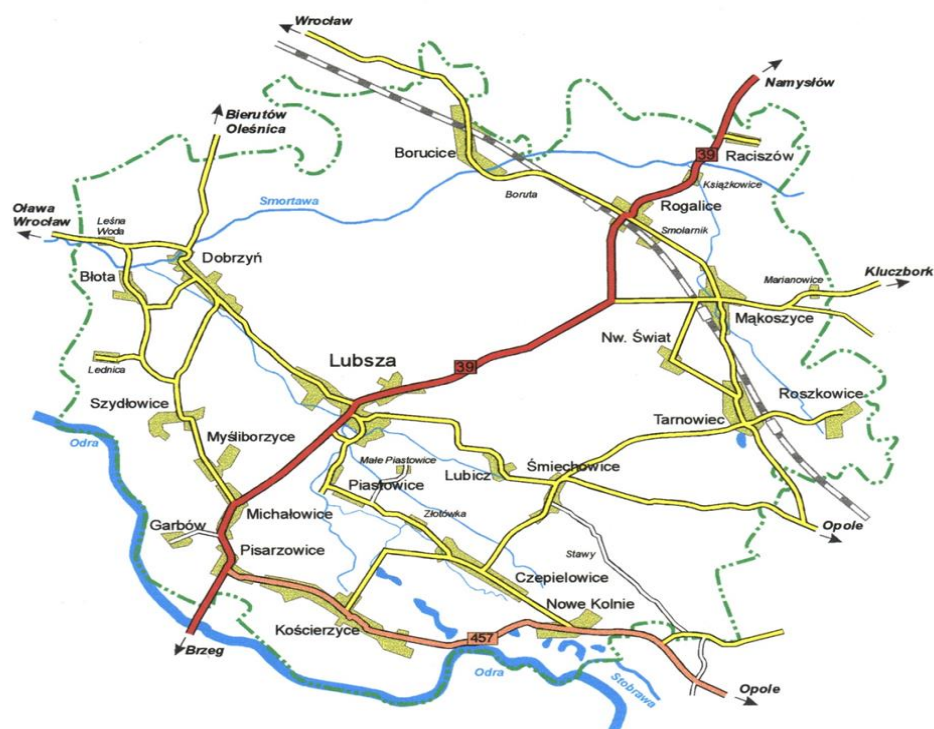 Wrocław
Namysłów
Bierutów
Oleśnica
Borucice
39
Raciszów
Książkowice
Boruta
Smortawa
Rogalice
Oława
Wrocław
Leśna
Woda
Smolarnik
Dobrzyń
Błota
Marianowice
Kluczbork
Mąkoszyce
Nw. Świat
Lubsza
39
Lednica
Roszkowice
Szydłowice
Tarnowiec
Odra
Myśliborzyce
Małe Piastowice
Lubicz
Śmiechowice
Piastowice
Michałowice
Złotówka
Garbów
Opole
Pisarzowice
Stawy
Czepielowice
Nowe Kolnie
Kościerzyce
457
Brzeg
Odra
Stobrawa
Opole